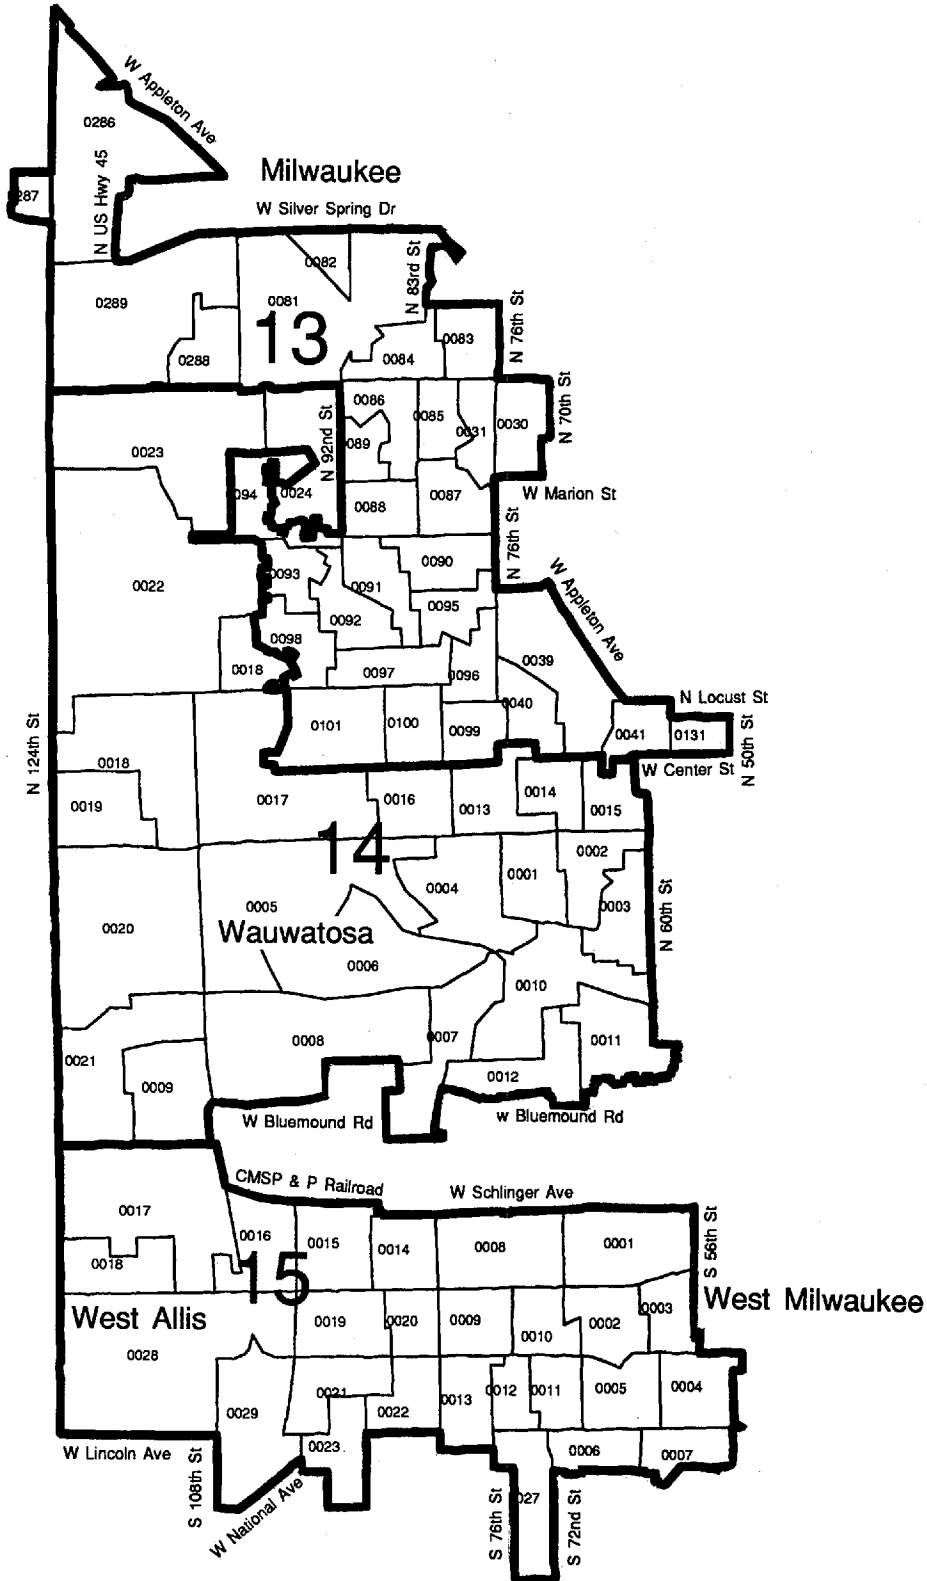 W Appleton Ave
0286
N US Hwy 45
Milwaukee
287
W Silver Spring Dr
0082
N 83rd St
0289
0081
13
N 76th St
0083
0288
0084
0086
0085
N 70th St
0030
0031
N 92nd St
089
0023
094
0024
0087
W Marion St
0088
N 76th St
0090
0093
0091
W Appleton Ave
0022
0095
0092
0098
0039
0018
0097
0096
N Locust St
0040
0101
0100
0099
0041
0131
N 124th St
0018
W Center St
N 50th St
0019
0017
0016
0014
0013
0015
14
0002
0004
0001
0005
0003
N 60th St
0020
Wauwatosa
0006
0010
0008
0007
0011
0021
0012
0009
W Bluemound Rd
w Bluemound Rd
CMSP & P Railroad
W Schlinger Ave
0017
0016
0015
0014
0008
0001
S 56th St
0018
15
West Milwaukee
West Allis
0019
0020
0009
0010
0002
0003
0028
0021
0012
0011
0005
0004
0013
0029
0022
0023
W Lincoln Ave
0006
0007
S 108th St
W National Ave
S 76th St
027
S 72nd St